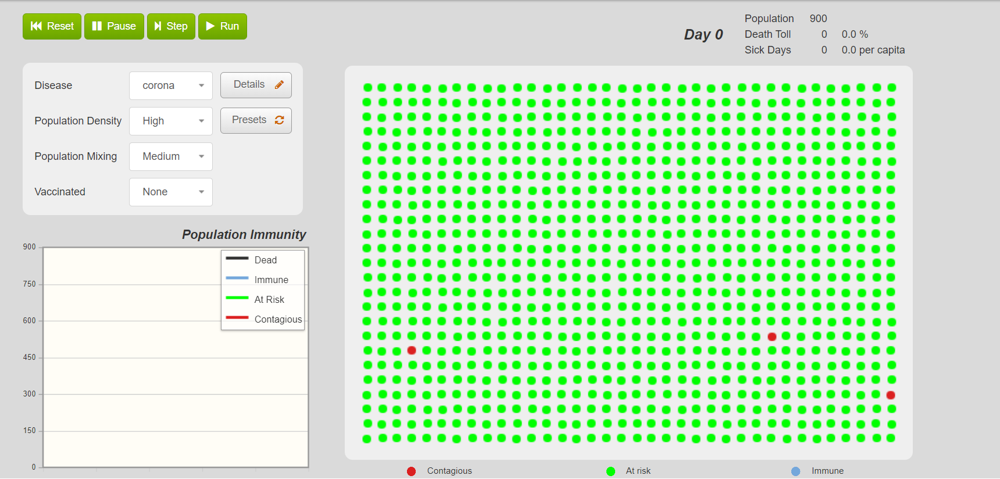 Reset Pause Step Run
Day 0
Population 900
Death Toll 0 0.0 %
Sick Days 0 0.0 per capita
Disease corona Details
Population Density High Presets
Population Mixing Medium
Vaccinated None
Population Immunity
900
750
600
450
300
150
0
Dead
Immune
At Risk
Contagious
Contagious At risk Immune